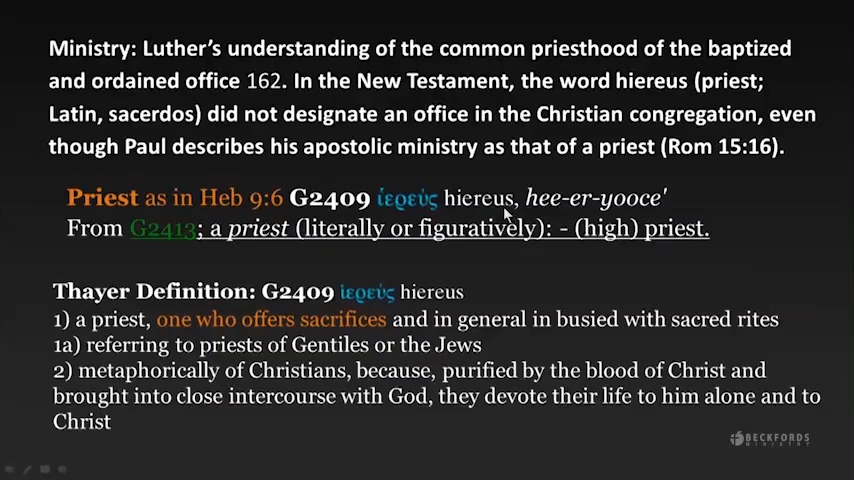 Ministry: Luther's understanding of the common priesthood of the baptized
and ordained office 162. In the New Testament, the word hiereus (priest;
Latin, sacerdos) did not designate an office in the Christian congregation, even
though Paul describes his apostolic ministry as that of a priest (Rom 15:16).
Priest as in Heb 9:6 G2409 ἱερεὺς hiereus, hee-er-yooce'
From G2413; a priest (literally or figuratively): - (high) priest.
Thayer Definition: G2409 ἱερεὺς hiereus
1) a priest, one who offers sacrifices and in general in busied with sacred rites
1a) referring to priests of Gentiles or the Jews
2) metaphorically of Christians, because, purified by the blood of Christ and
brought into close intercourse with God, they devote their life to him alone and to
Christ
BECKFORDS
MINISTRY